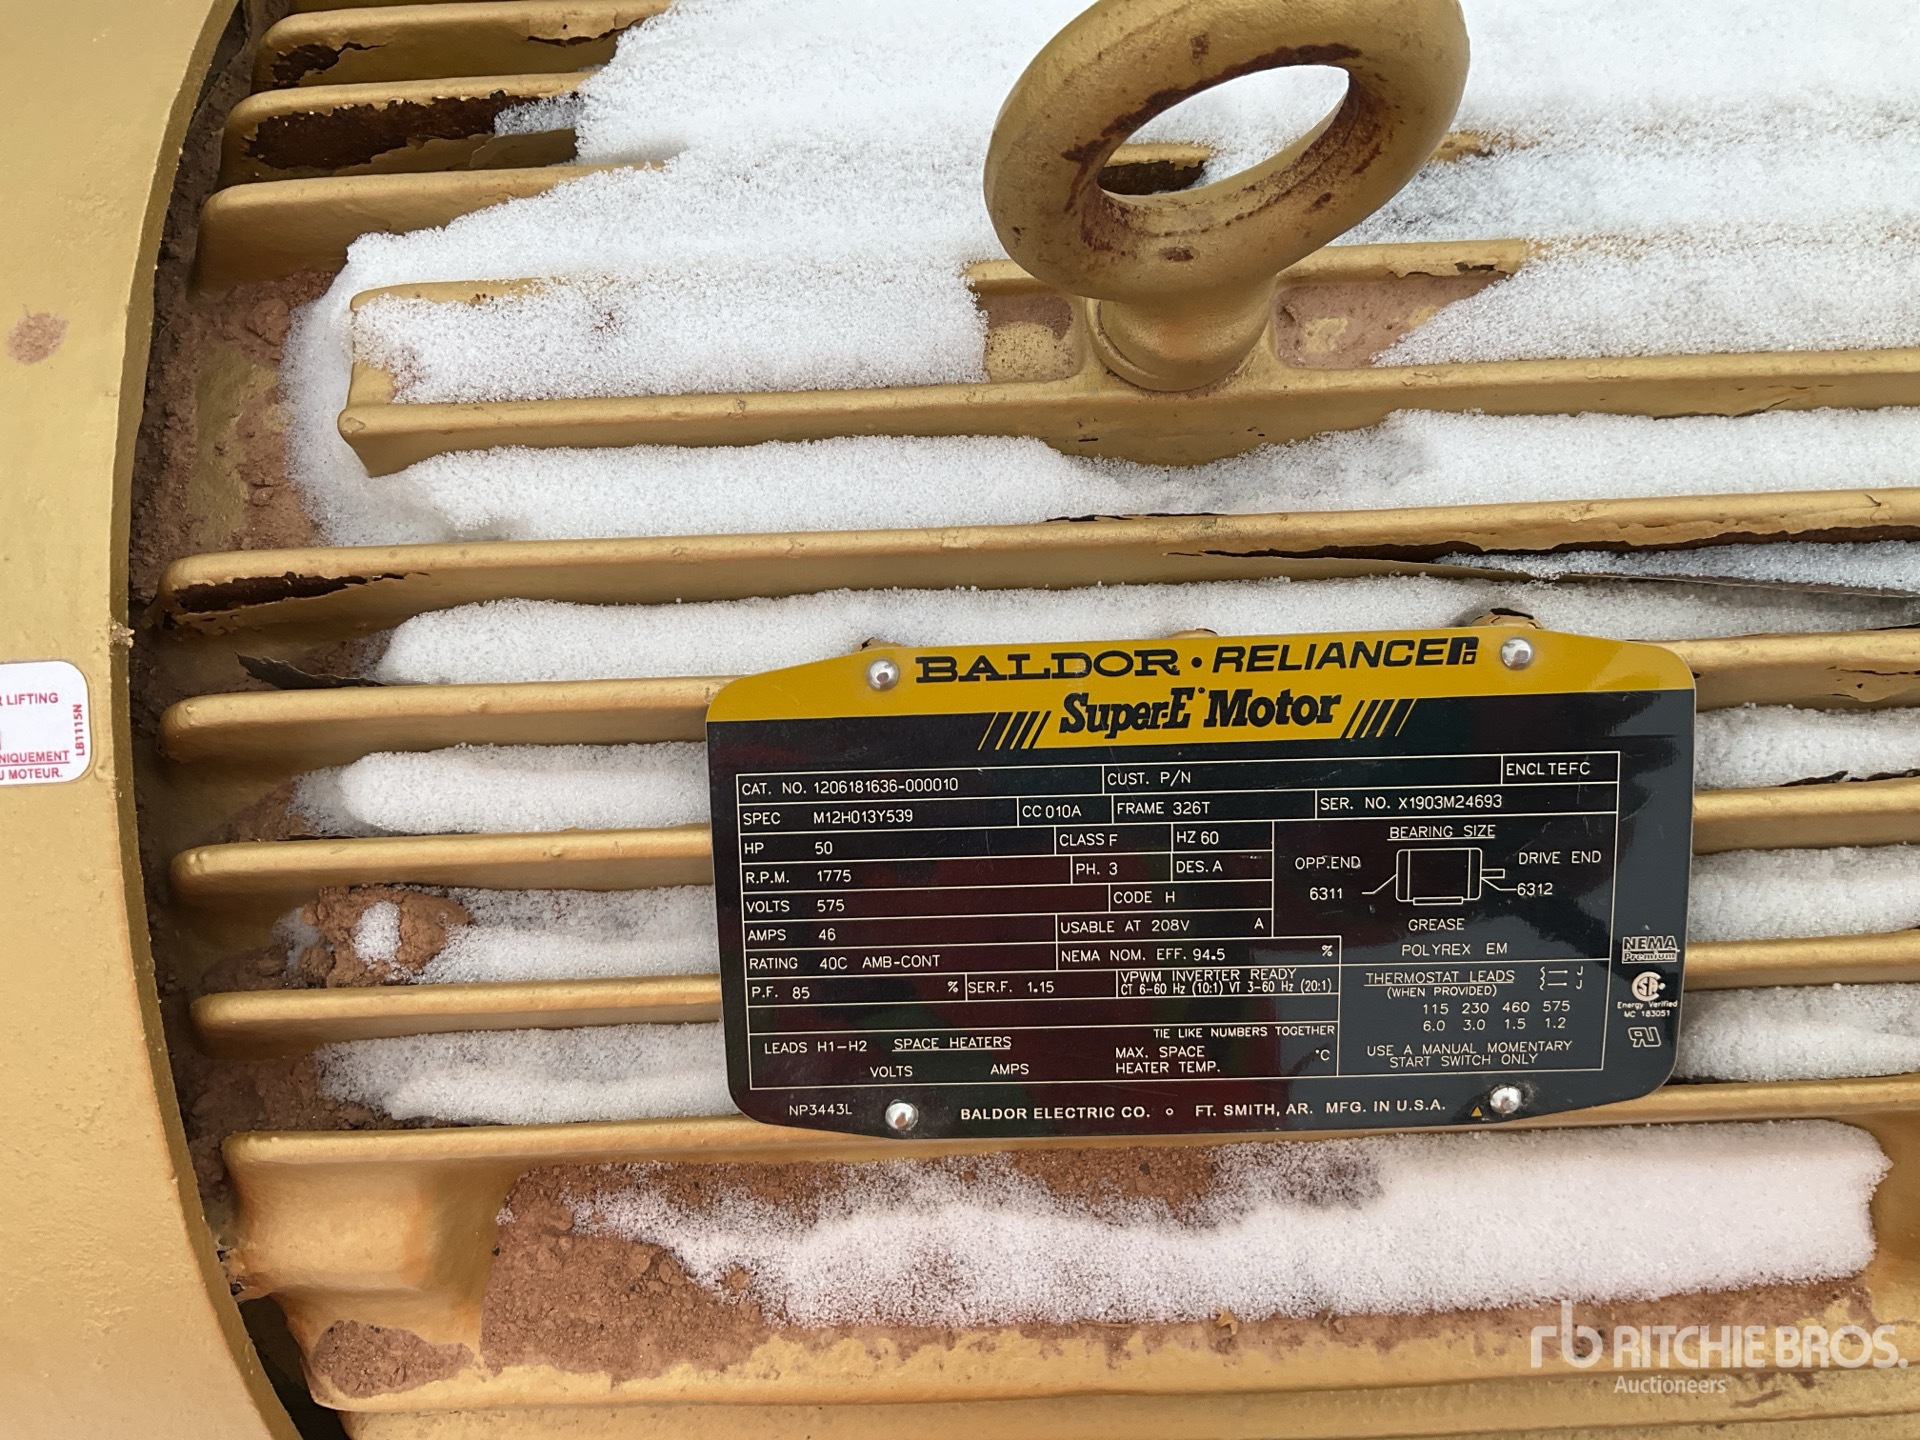 BALDOR • RELIANCE
Super-E® Motor
CAT. NO. 1206181636-000010 CUST. P/N ENCL TEFC
SPEC M12H013Y539 CC 010A FRAME 326T SER. NO. X1903M24693
HP 50 CLASS F HZ 60
R.P.M. 1775 PH. 3 DES. A
VOLTS 575 CODE H
AMPS 46 USABLE AT 208V A
RATING 40C AMB-CONT NEMA NOM. EFF. 94.5 %
P.F. 85 % SER.F. 1.15 VPWM INVERTER READY
CT 6-60 Hz (10:1) VT 3-60 Hz (20:1)
BEARING SIZE
OPP.END DRIVE END
6311 6312
GREASE
POLYREX EM
THERMOSTAT LEADS J
(WHEN PROVIDED) J
115 230 460 575
6.0 3.0 1.5 1.2
USE A MANUAL MOMENTARY
START SWITCH ONLY
TIE LIKE NUMBERS TOGETHER
LEADS H1-H2 SPACE HEATERS MAX. SPACE °C
HEATER TEMP.
VOLTS AMPS
NP3443L BALDOR ELECTRIC CO. o FT. SMITH, AR. MFG. IN U.S.A.
NEMA
Premium
Energy Verified
MC 183051
R LIFTING
NIQUEMENT
U MOTEUR.
LB1115N
rb RITCHIE BROS.
Auctioneers